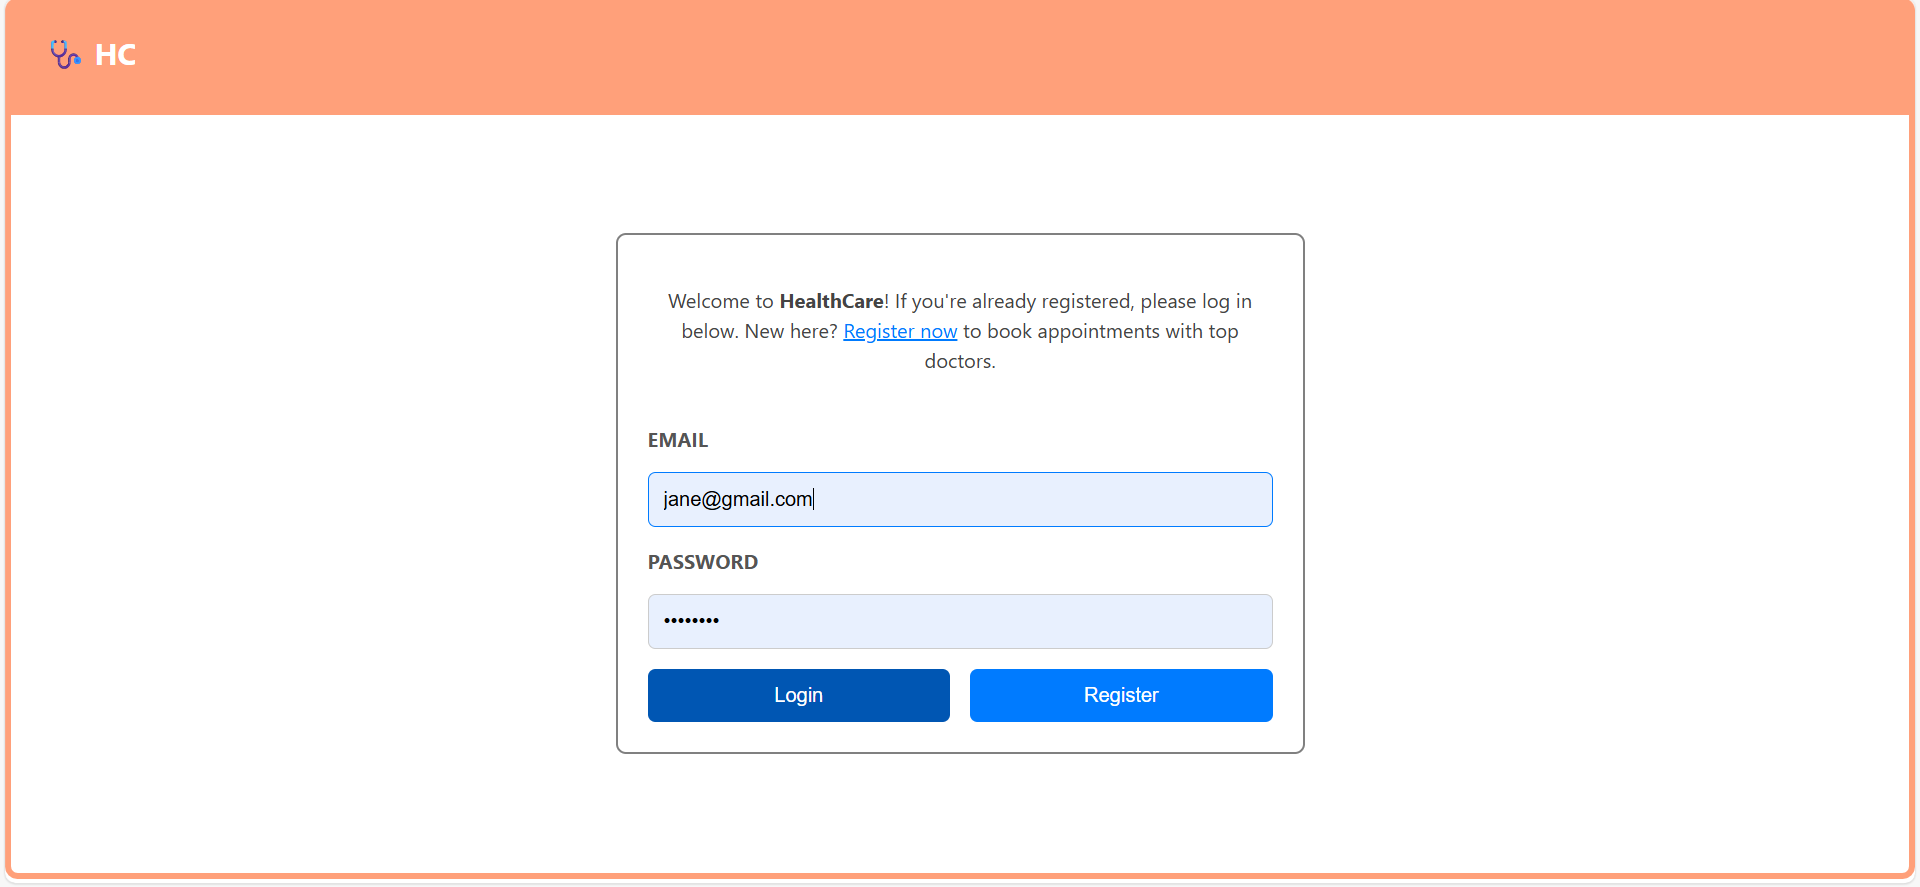 HC
Welcome to HealthCare! If you're already registered, please log in
below. New here? Register now to book appointments with top
doctors.
EMAIL
jane@gmail.com
PASSWORD
••••••••
Login Register